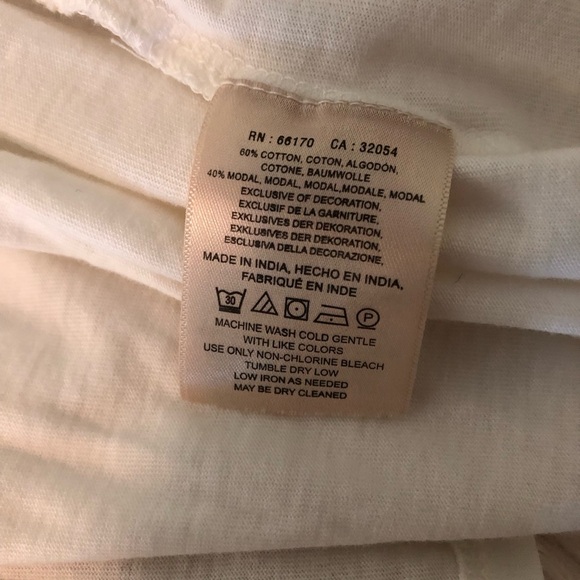 RN : 66170 CA : 32054
60% COTTON, COTON, ALGODÓN,
COTONE, BAUMWOLLE
40% MODAL, MODAL, MODAL,MODALE, MODAL
EXCLUSIVE OF DECORATION,
EXCLUSIF DE LA GARNITURE,
EXKLUSIVES DER DEKORATION,
EXKLUSIVES DER DEKORATION,
ESCLUSIVA DELLA DECORAZIONE,
MADE IN INDIA, HECHO EN INDIA,
FABRIQUÉ EN INDE
30 P
MACHINE WASH COLD GENTLE
WITH LIKE COLORS
USE ONLY NON-CHLORINE BLEACH
TUMBLE DRY LOW
LOW IRON AS NEEDED
MAY BE DRY CLEANED